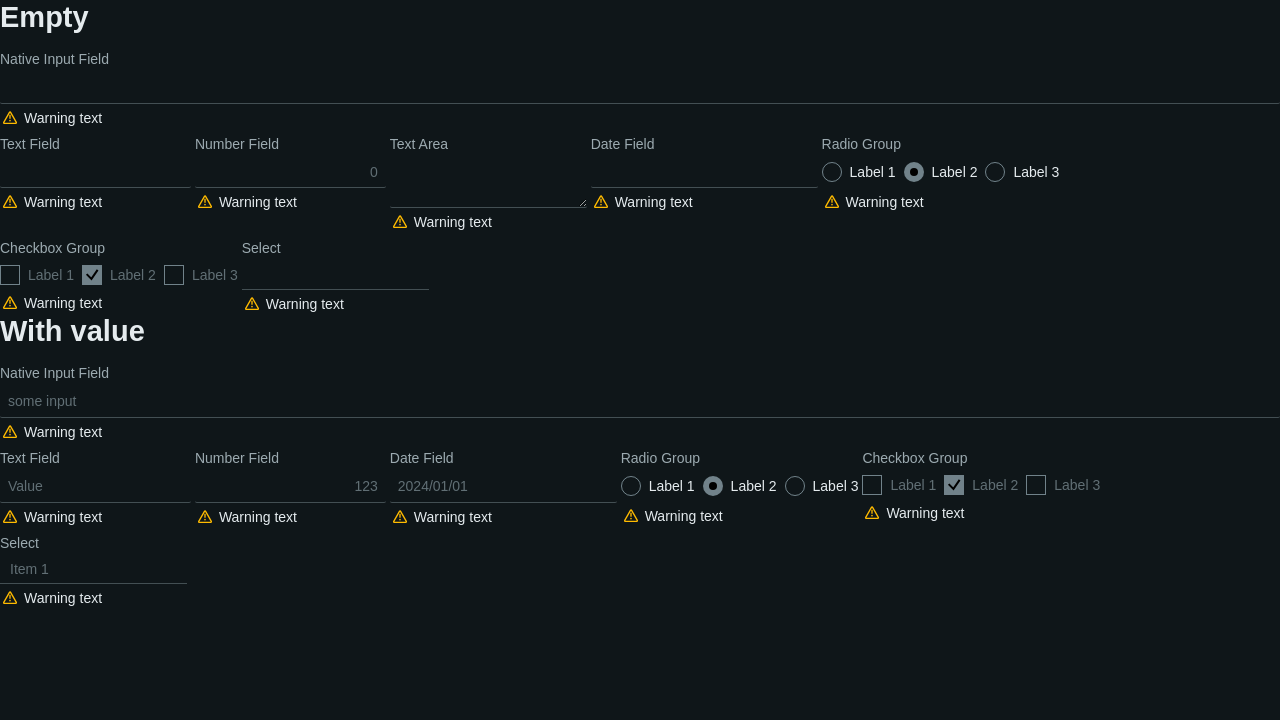 Empty
Native Input Field
Warning text
Text Field Number Field Text Area Date Field Radio Group
0 Label 1 Label 2 Label 3
Warning text Warning text Warning text Warning text
Warning text
Checkbox Group Select
Label 1 Label 2 Label 3
Warning text Warning text
With value
Native Input Field
some input
Warning text
Text Field Number Field Date Field Radio Group Checkbox Group
Value 123 2024/01/01 Label 1 Label 2 Label 3 Label 1 Label 2 Label 3
Warning text Warning text Warning text Warning text Warning text
Select
Item 1
Warning text